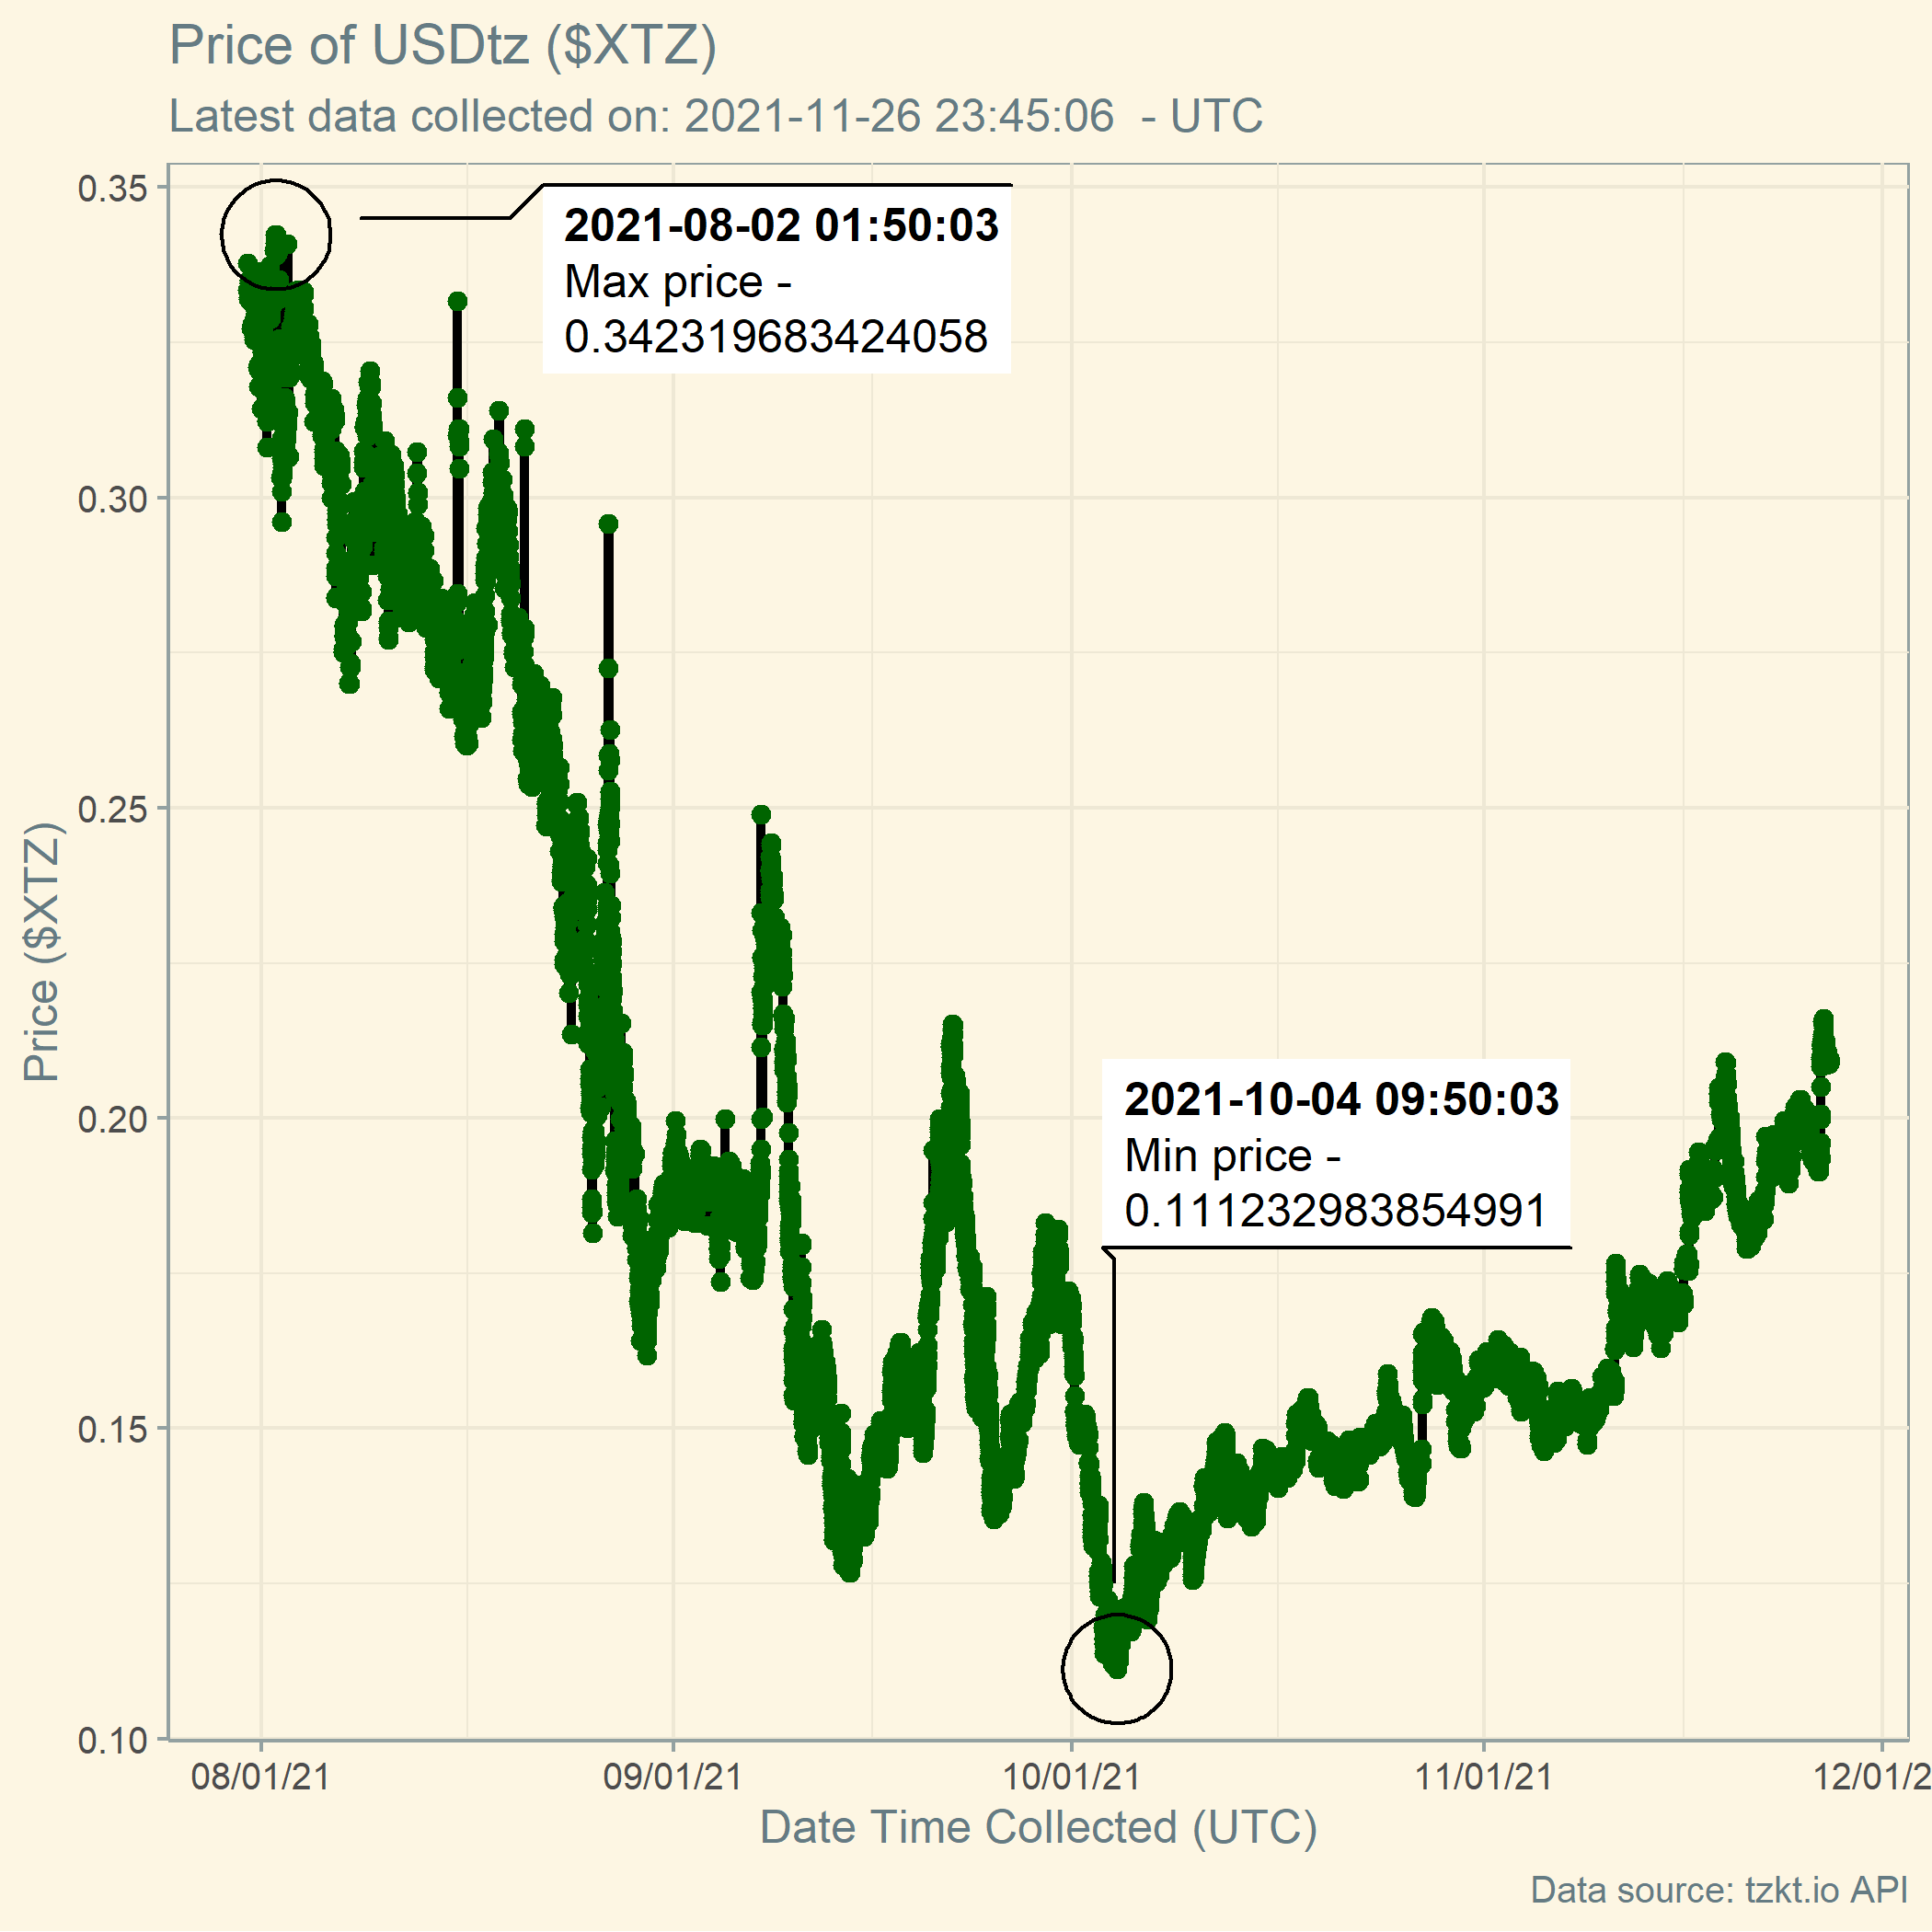 Price of USDtz ($XTZ)
Latest data collected on: 2021-11-26 23:45:06  - UTC
0.35
0.30
0.25
0.20
0.15
0.10
Price ($XTZ)
2021-08-02 01:50:03
Max price -
0.342319683424058
2021-10-04 09:50:03
Min price -
0.111232983854991
08/01/21
09/01/21
10/01/21
11/01/21
12/01/2
Date Time Collected (UTC)
Data source: tzkt.io API